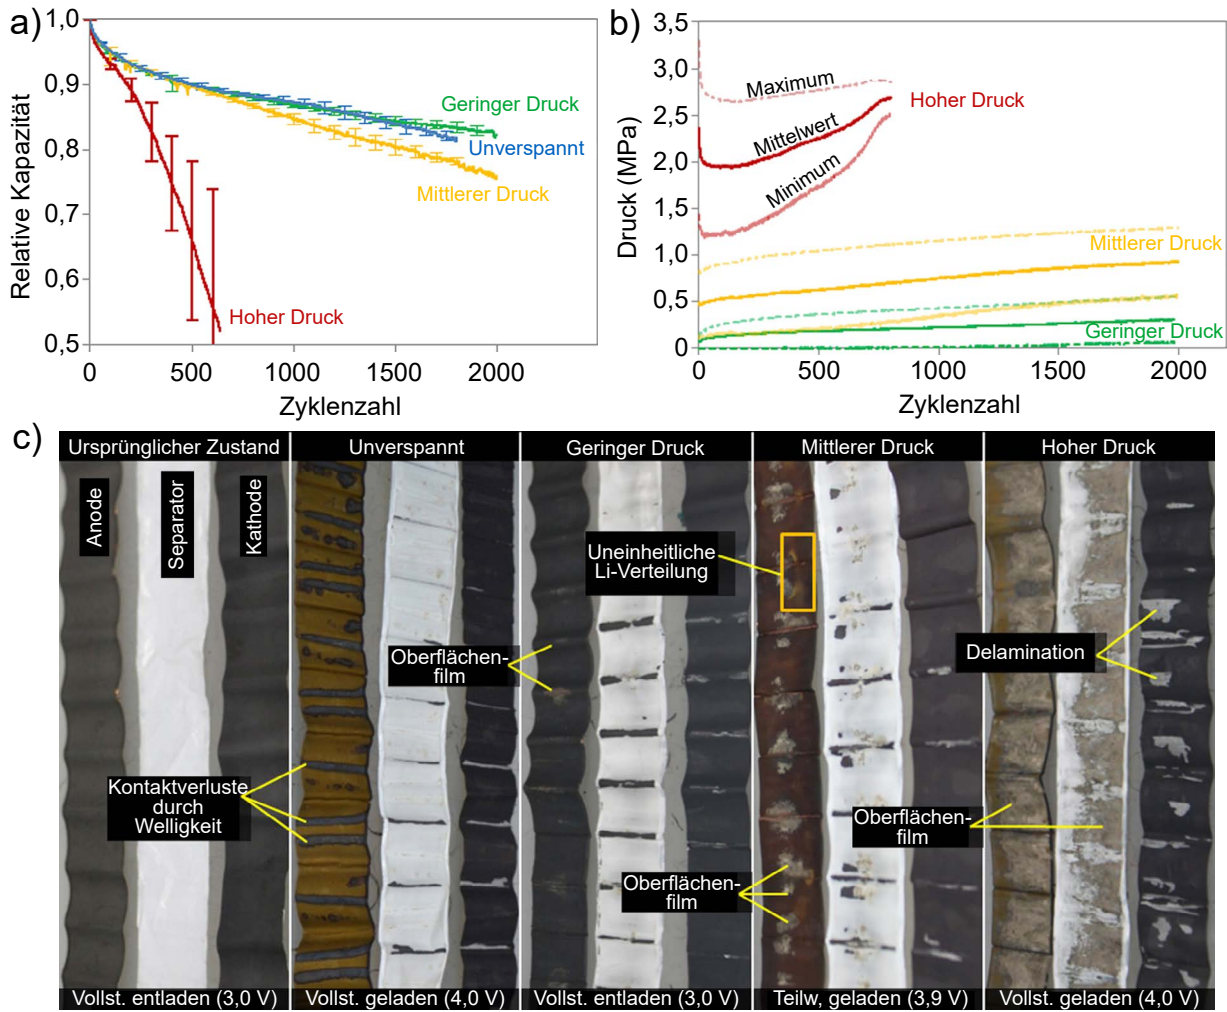 a)
1,0
0,9
0,8
0,7
0,6
0,5
Relative Kapazität
Geringer Druck
Unverspannt
Mittlerer Druck
Hoher Druck
0
500
1000
1500
2000
Zyklenzahl
b)
3,5
3.0
2,5
2,0
1,5
1,0
0,5
0
Druck (MPa)
Maximum
Mittelwert
Minimum
Hoher Druck
Mittlerer Druck
Geringer Druck
0
500
1000
1500
2000
Zyklenzahl
c)
Ursprünglicher Zustand
Unverspannt
Geringer Druck
Mittlerer Druck
Hoher Druck
Anode
Separator
Kathode
Uneinheitliche
Li-Verteilung
Oberflächen-
film
Delamination
Kontaktverluste
durch
Welligkeit
Oberflächen-
film
Oberflächen-
film
Vollst. entladen (3,0 V)
Vollst. geladen (4,0 V)
Vollst. entladen (3,0 V)
Teilw, geladen (3,9 V)
Vollst. geladen (4,0 V)